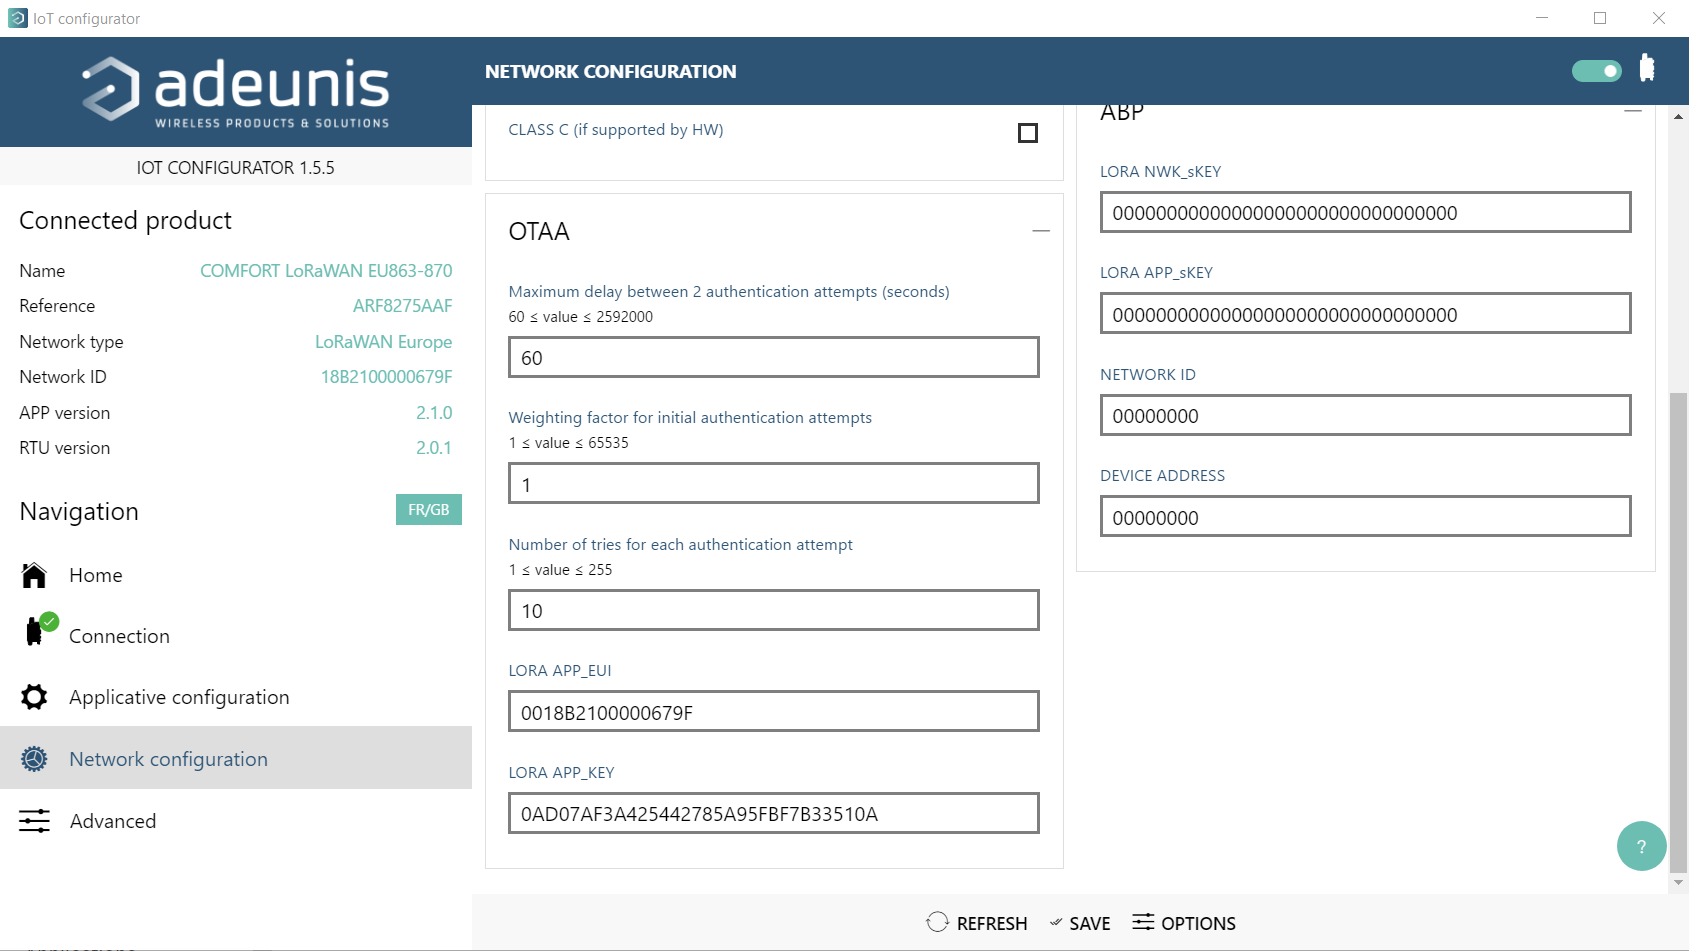 IoT configurator
adeunis
WIRELESS PRODUCTS & SOLUTIONS
NETWORK CONFIGURATION
IOT CONFIGURATOR 1.5.5
Connected product
Name COMFORT LoRaWAN EU863-870
Reference ARF8275AAF
Network type LoRaWAN Europe
Network ID 18B2100000679F
APP version 2.1.0
RTU version 2.0.1
Navigation FR/GB
Home
Connection
Applicative configuration
Network configuration
Advanced
CLASS C (if supported by HW)
OTAA
Maximum delay between 2 authentication attempts (seconds)
60 ≤ value ≤ 2592000
60
Weighting factor for initial authentication attempts
1 ≤ value ≤ 65535
1
Number of tries for each authentication attempt
1 ≤ value ≤ 255
10
LORA APP_EUI
0018B2100000679F
LORA APP_KEY
0AD07AF3A425442785A95FBF7B33510A
ABP
LORA NWK_sKEY
00000000000000000000000000000000
LORA APP_sKEY
00000000000000000000000000000000
NETWORK ID
00000000
DEVICE ADDRESS
00000000
?
REFRESH SAVE OPTIONS